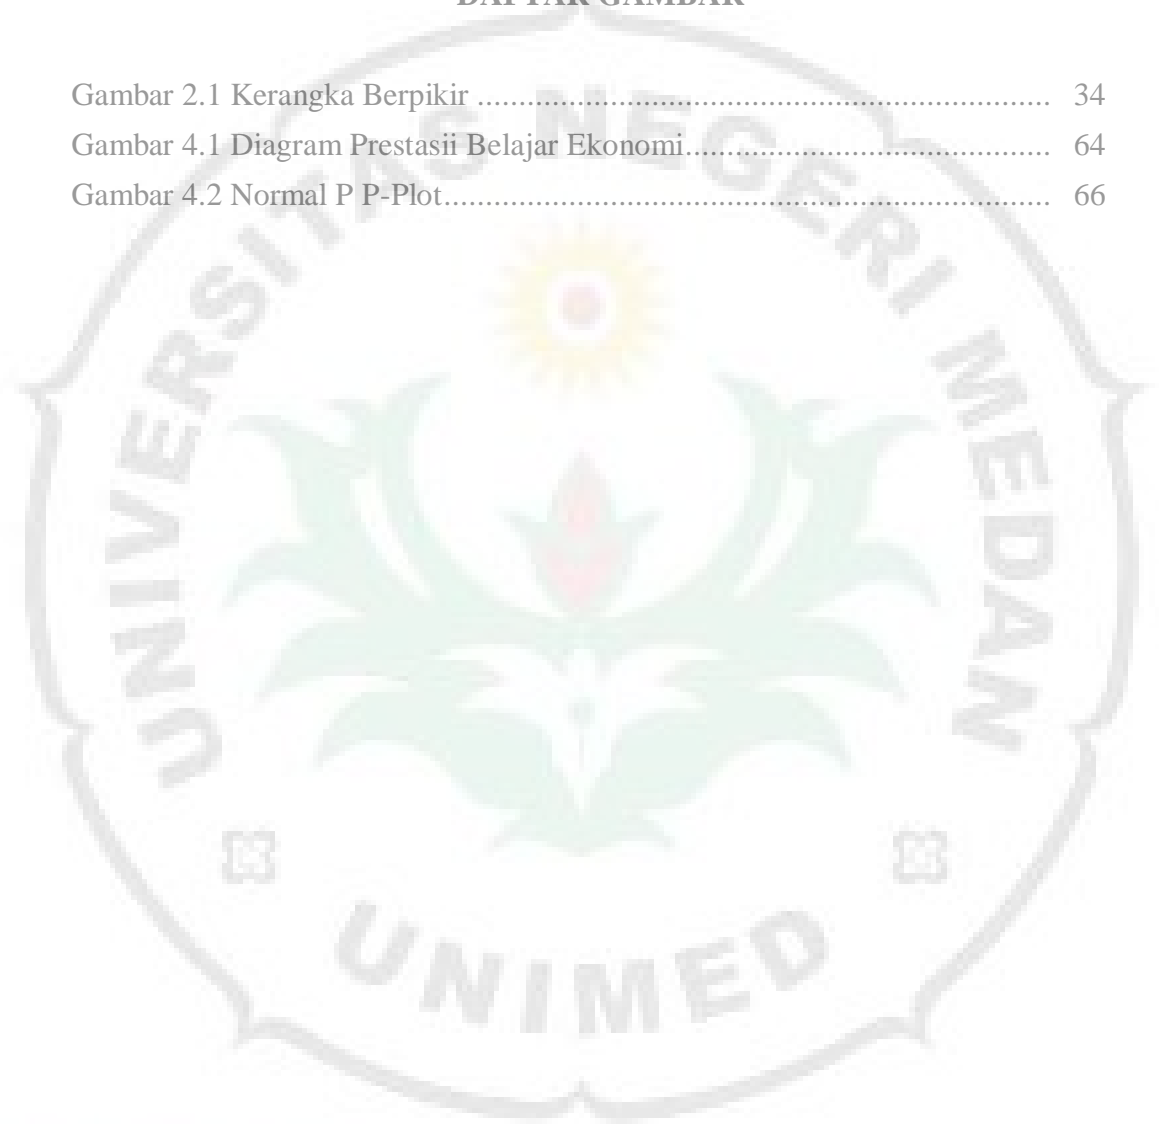 DAFTAR GAMBAR
Gambar 2.1 Kerangka Berpikir ........................................................................ 34
Gambar 4.1 Diagram Prestasii Belajar Ekonomi.............................................. 64
Gambar 4.2 Normal P P-Plot............................................................................ 66
UNIVERSITAS NEGERI MEDAN
UNIMED